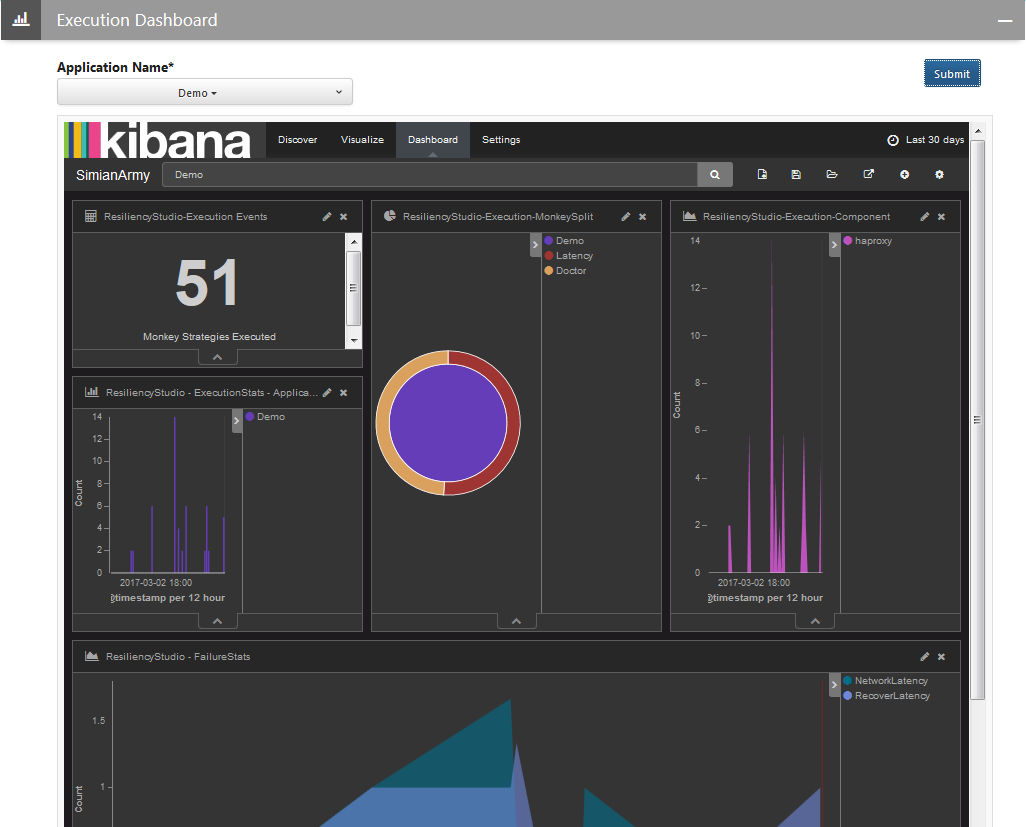 Execution Dashboard
Application Name*
Submit
Demo
kibana
Discover Visualize Dashboard Settings Last 30 days
SimianArmy Demo
ResiliencyStudio-Execution Events
51
Monkey Strategies Executed
ResiliencyStudio-Execution-MonkeySplit
Demo
Latency
Doctor
ResiliencyStudio-Execution-Component
haproxy
14
12
10
8
6
4
2
0
Count
2017-03-02 18:00
@timestamp per 12 hour
ResiliencyStudio - ExecutionStats - Applica...
Demo
14
12
10
8
6
4
2
0
Count
2017-03-02 18:00
@timestamp per 12 hour
ResiliencyStudio - FailureStats
NetworkLatency
RecoverLatency
1.5
1
Count